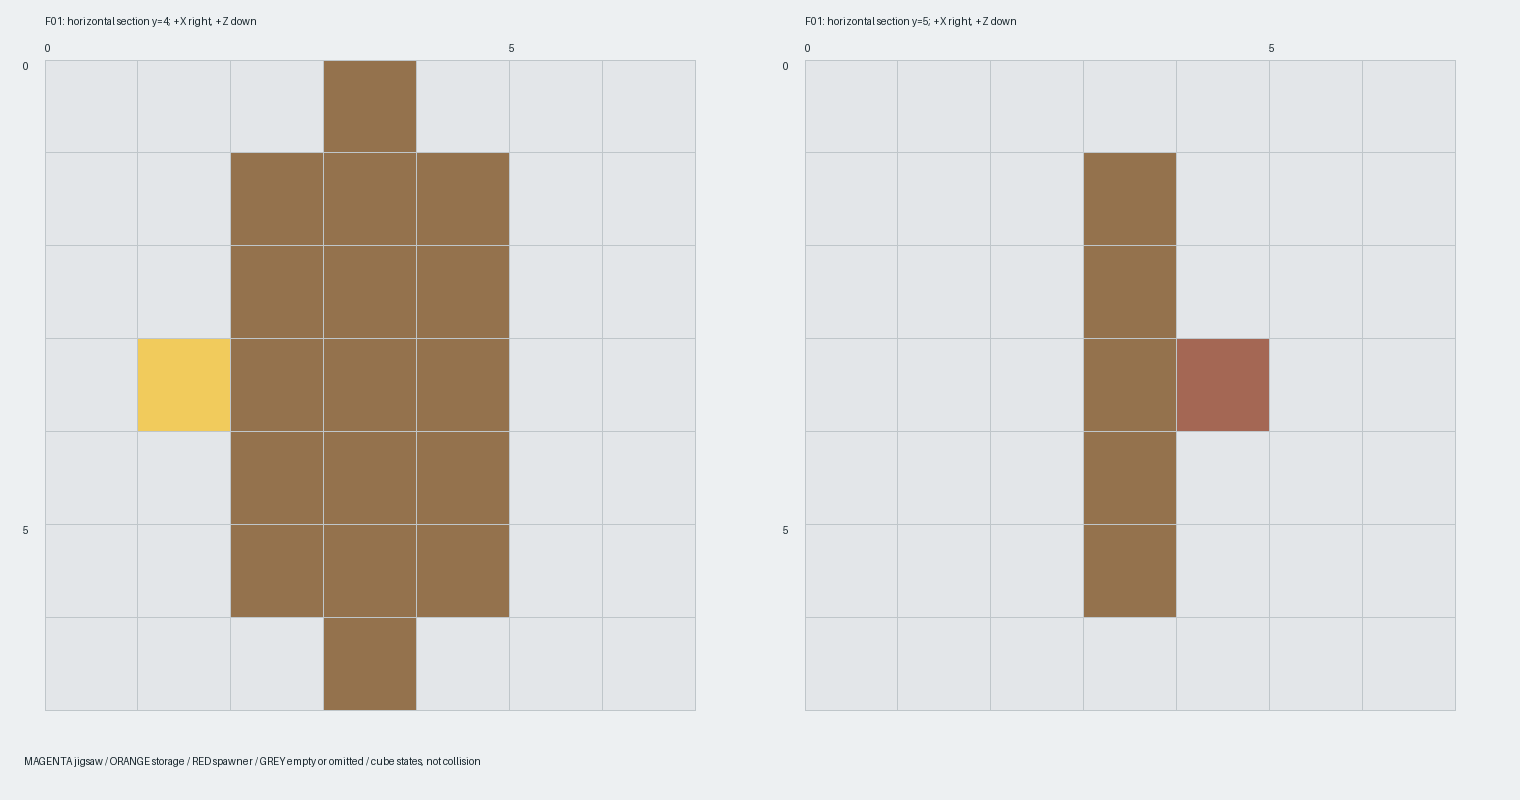 F01: horizontal section y=4; +X right, +Z down
F01: horizontal section y=5; +X right, +Z down
0 5
0 5
0
0
5
5
MAGENTA jigsaw / ORANGE storage / RED spawner / GREY empty or omitted / cube states, not collision